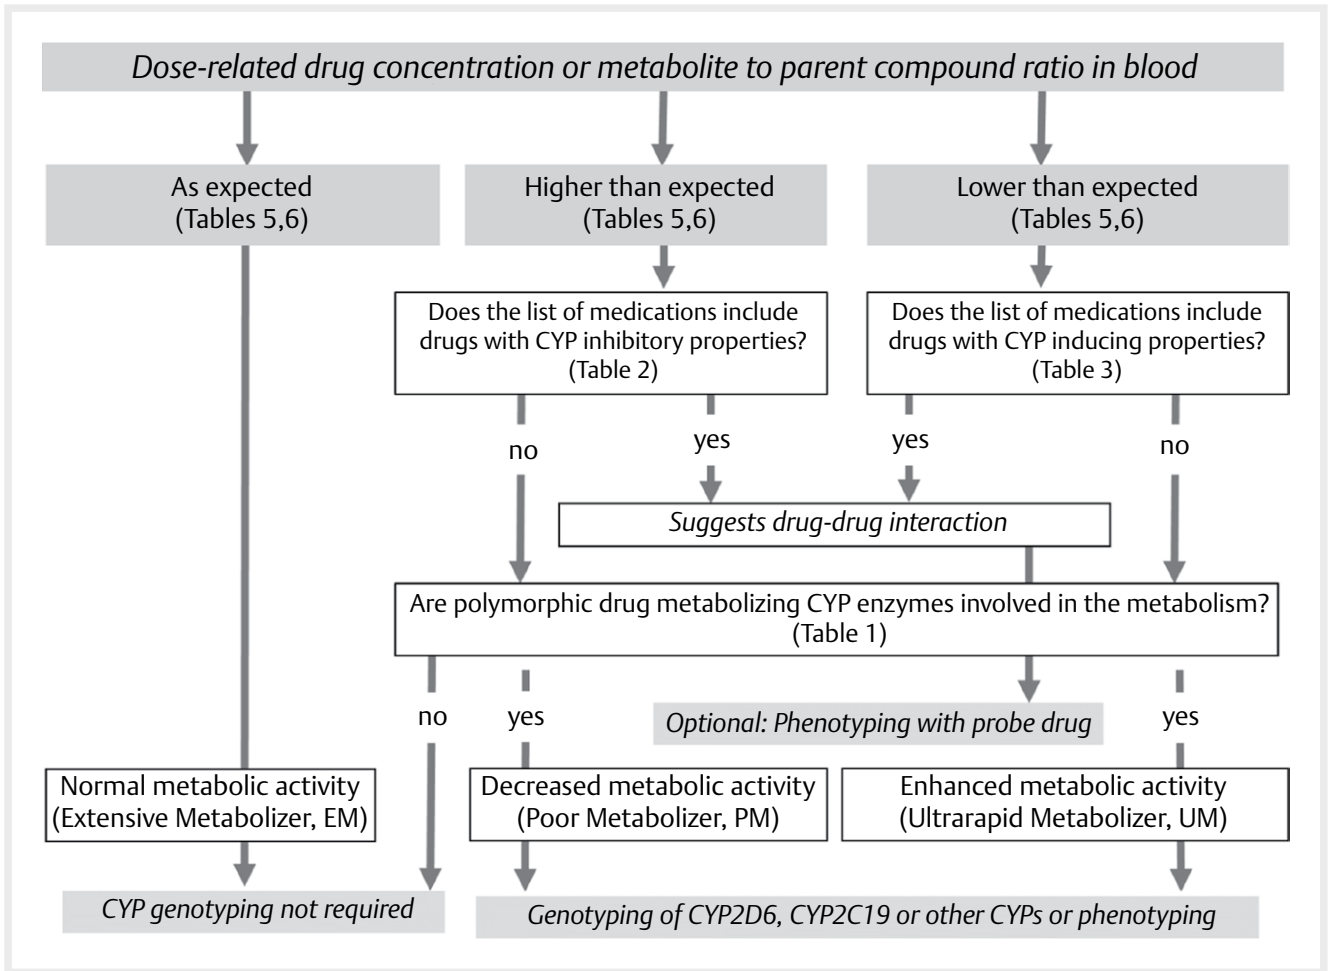 Dose-related drug concentration or metabolite to parent compound ratio in blood
As expected
(Tables 5,6)
Higher than expected
(Tables 5,6)
Lower than expected
(Tables 5,6)
Does the list of medications include
drugs with CYP inhibitory properties?
(Table 2)
Does the list of medications include
drugs with CYP inducing properties?
(Table 3)
no
yes
yes
no
Suggests drug-drug interaction
Are polymorphic drug metabolizing CYP enzymes involved in the metabolism?
(Table 1)
no
yes
Optional: Phenotyping with probe drug
yes
Normal metabolic activity
(Extensive Metabolizer, EM)
Decreased metabolic activity
(Poor Metabolizer, PM)
Enhanced metabolic activity
(Ultrarapid Metabolizer, UM)
CYP genotyping not required
Genotyping of CYP2D6, CYP2C19 or other CYPs or phenotyping